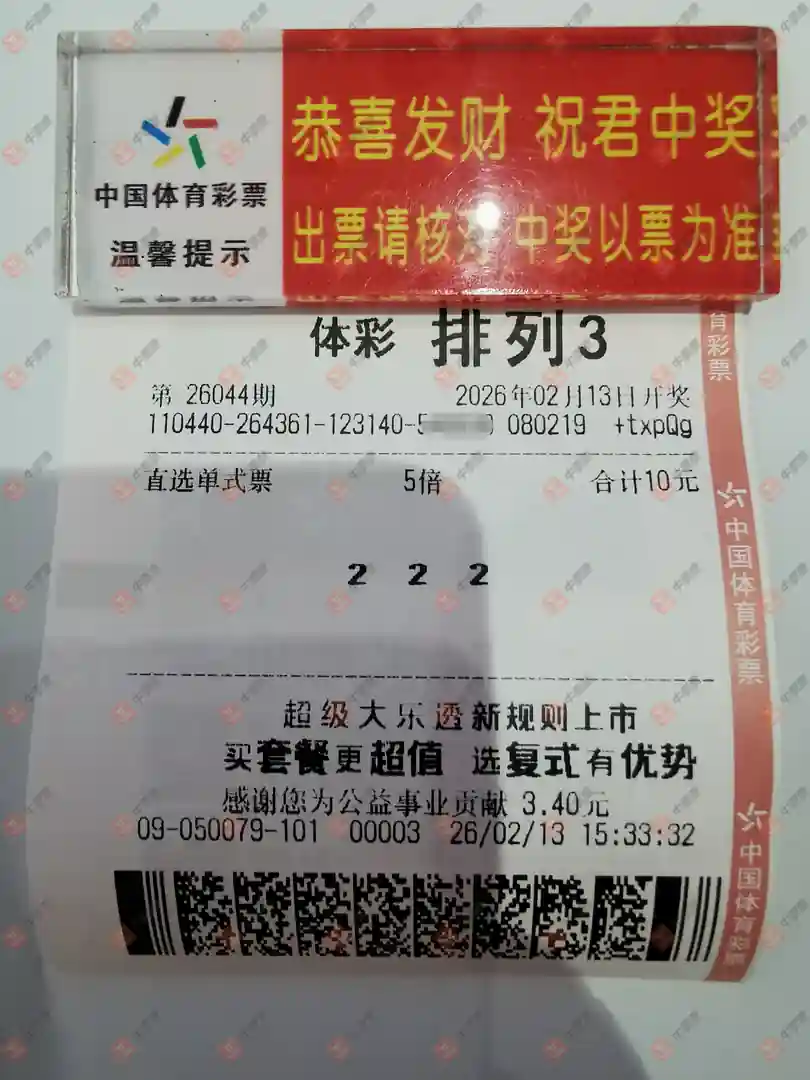 中国体育彩票
温馨提示
恭喜发财 祝君中奖
出票请核对 中奖以票为准
体彩 排列3
第 26044期 2026年02月13日开奖
110440-264361-123140-5 080219 +txpQg
直选单式票 5倍 合计10元
2 2 2
超级大乐透新规则上市
买套餐更超值 选复式有优势
感谢您为公益事业贡献 3.40元
09-050079-101 00003 26/02/13 15:33:32
育彩票
中国体育彩票
中国体育彩票